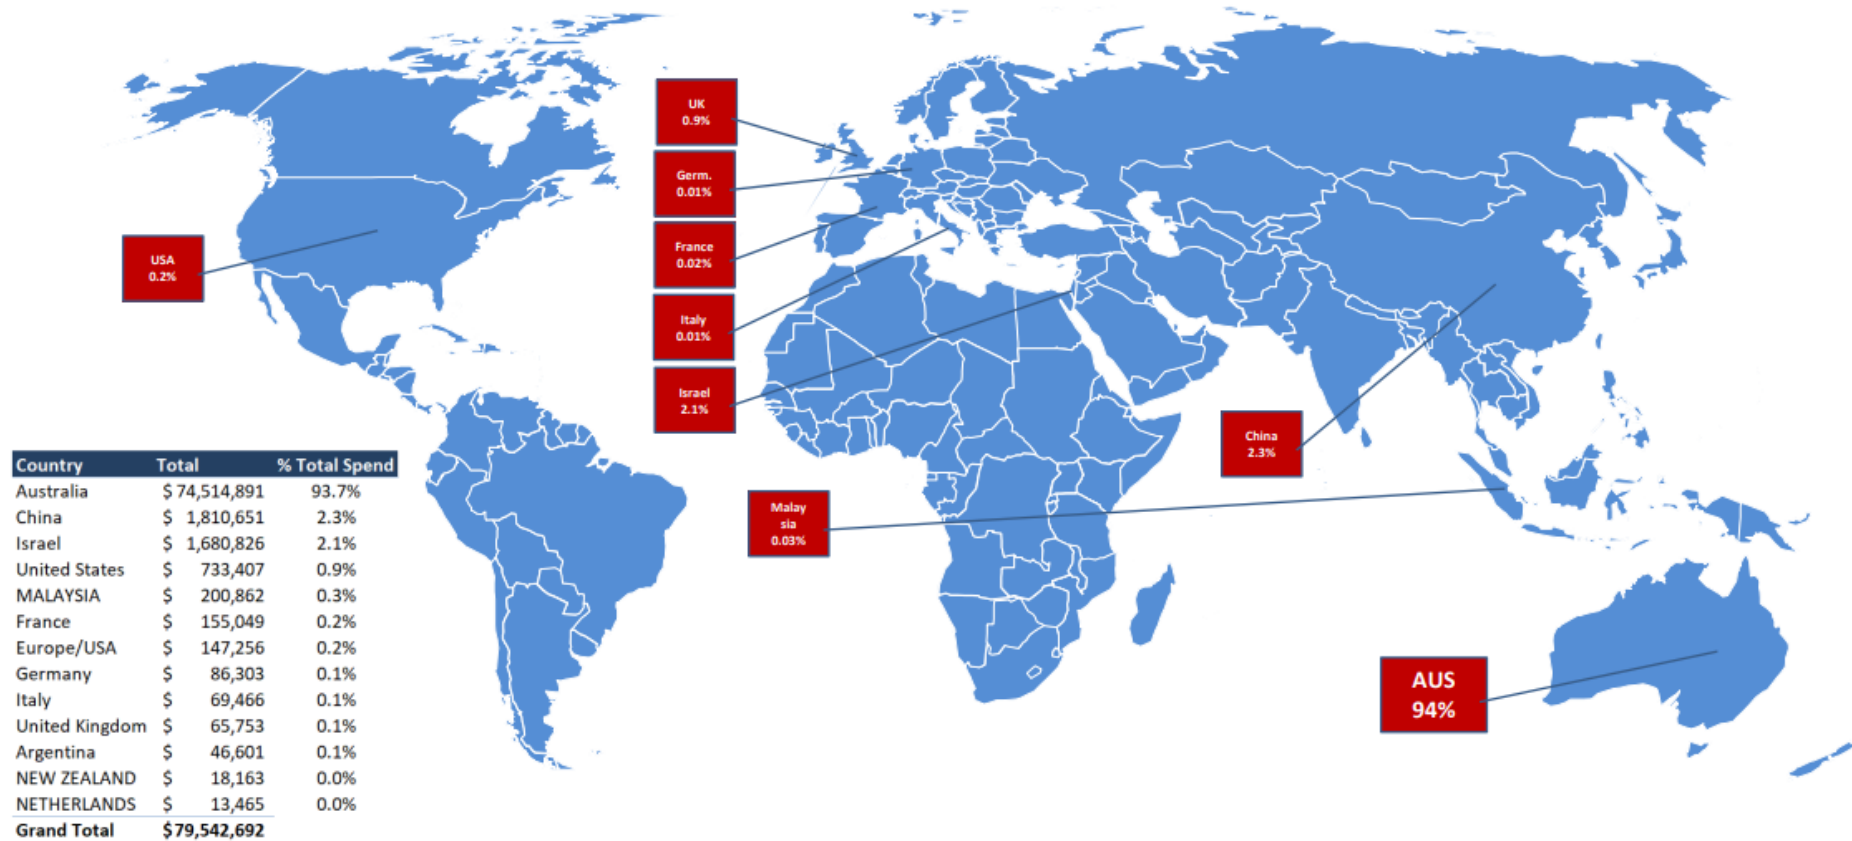 UK
0.9%
Germ.
0.01%
France
0.02%
Italy
0.01%
Israel
2.1%
USA
0.2%
China
2.3%
Malay
sia
0.03%
AUS
94%
Country Total % Total Spend
Australia $ 74,514,891 93.7%
China $ 1,810,651 2.3%
Israel $ 1,680,826 2.1%
United States $ 733,407 0.9%
MALAYSIA $ 200,862 0.3%
France $ 155,049 0.2%
Europe/USA $ 147,256 0.2%
Germany $ 86,303 0.1%
Italy $ 69,466 0.1%
United Kingdom $ 65,753 0.1%
Argentina $ 46,601 0.1%
NEW ZEALAND $ 18,163 0.0%
NETHERLANDS $ 13,465 0.0%
Grand Total $79,542,692